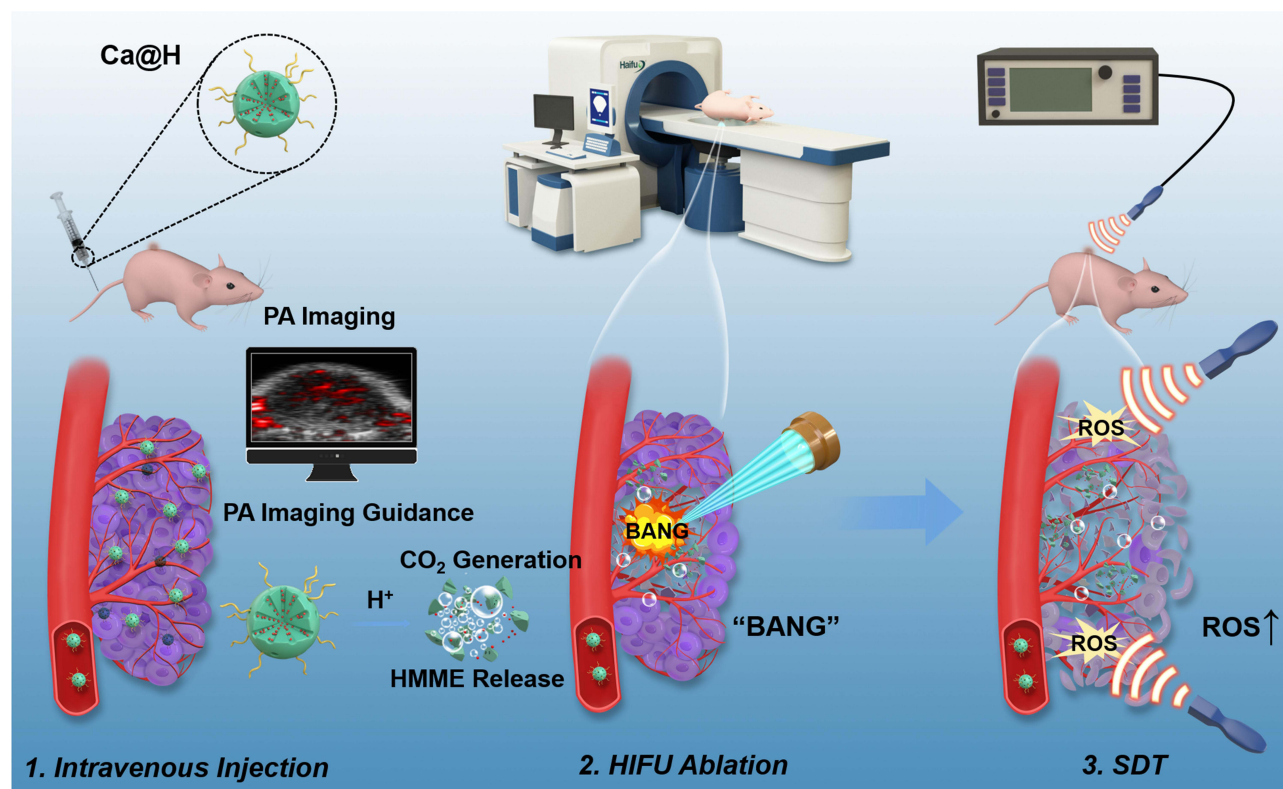 Ca@H
Haifu
PA Imaging
PA Imaging Guidance
CO₂ Generation
H⁺
HMME Release
BANG
“BANG”
ROS
ROS
ROS↑
1. Intravenous Injection
2. HIFU Ablation
3. SDT